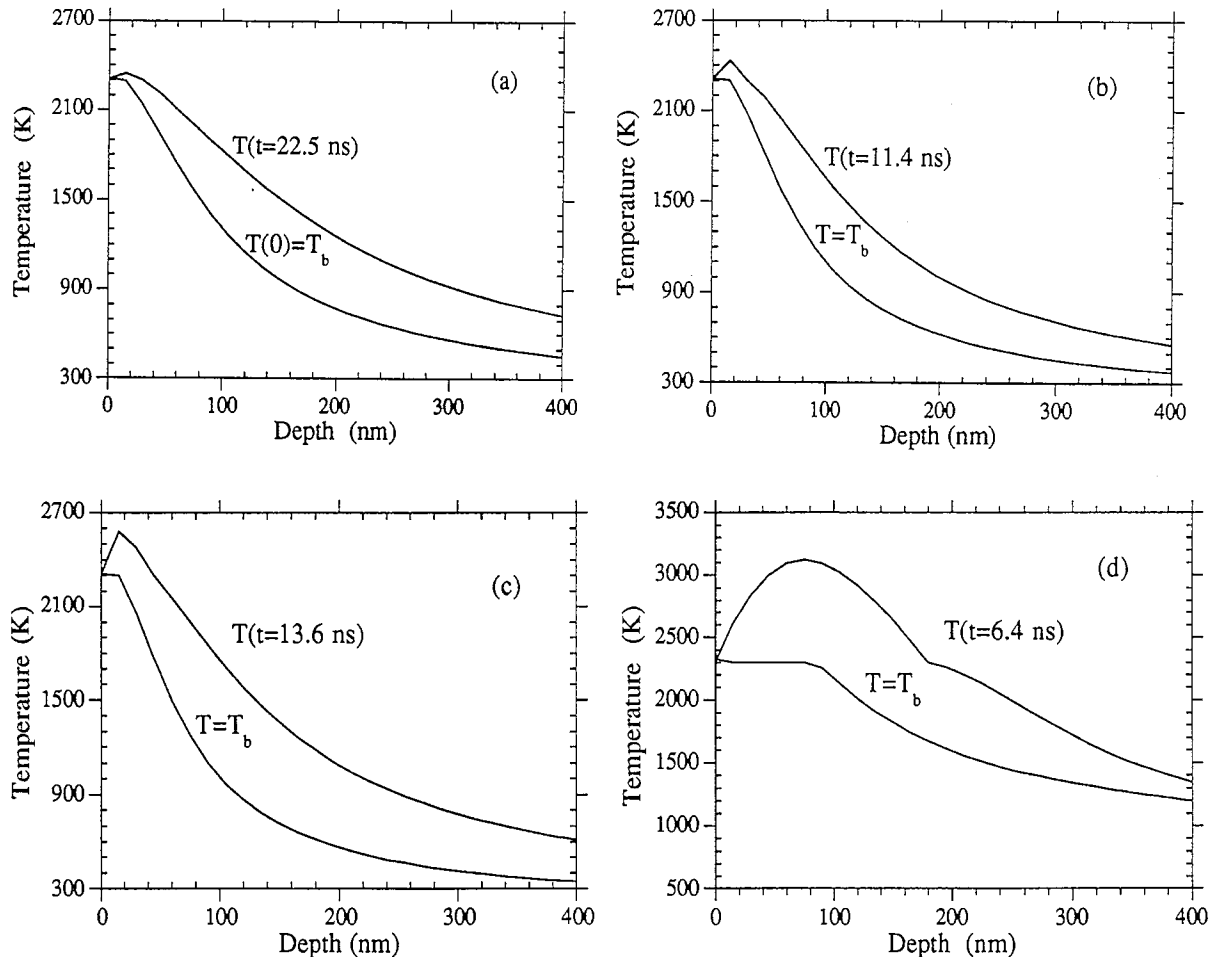 2700
2100
1500
900
300
Temperature (K)
(a)
T(t=22.5 ns)
T(0)=T_b
0 100 200 300 400
Depth (nm)
2700
2100
1500
900
300
Temperature (K)
(b)
T(t=11.4 ns)
T=T_b
0 100 200 300 400
Depth (nm)
2700
2100
1500
900
300
Temperature (K)
(c)
T(t=13.6 ns)
T=T_b
0 100 200 300 400
Depth (nm)
3500
3000
2500
2000
1500
1000
500
Temperature (K)
(d)
T(t=6.4 ns)
T=T_b
0 100 200 300 400
Depth (nm)